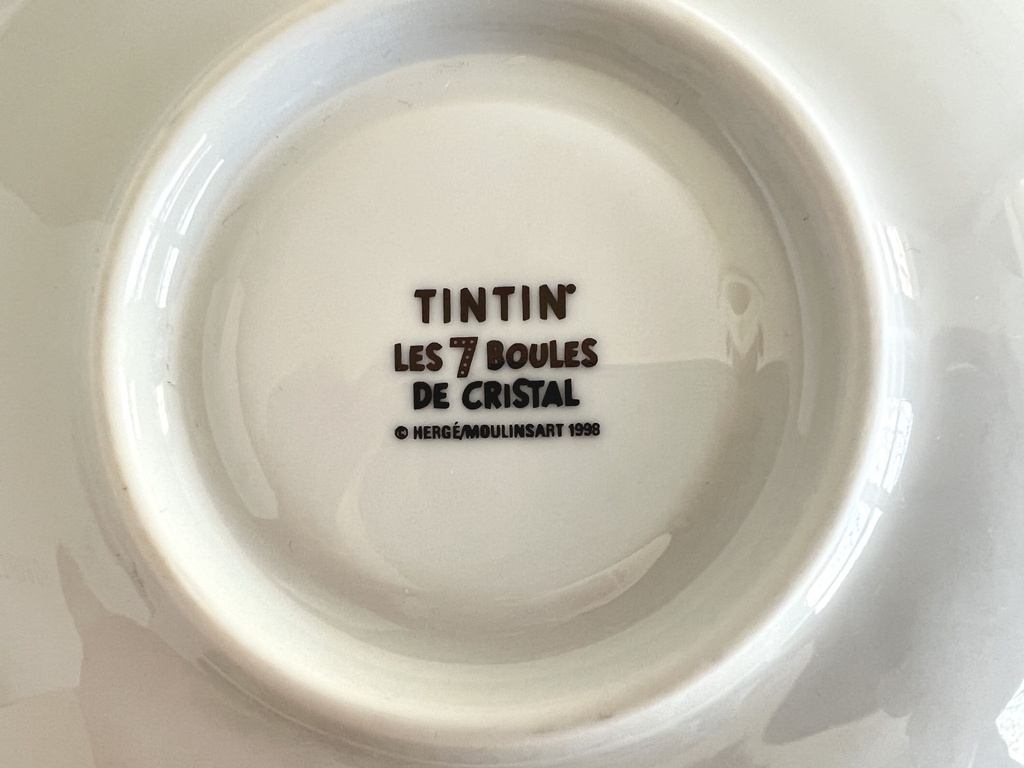 TINTIN®
LES 7 BOULES
DE CRISTAL
© HERGÉ/MOULINSART 1998